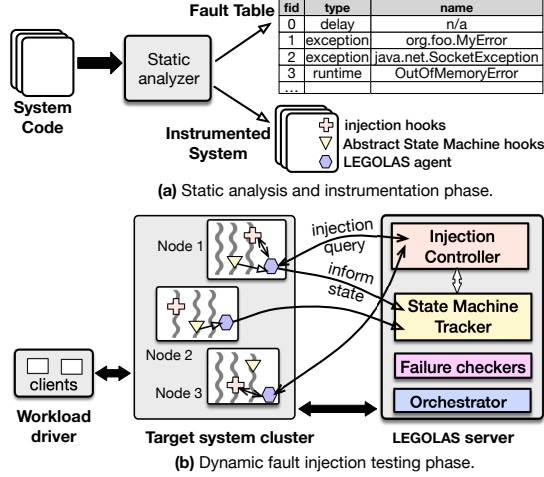 Fault Table
fid type name
0 delay n/a
1 exception org.foo.MyError
2 exception java.net.SocketException
3 runtime OutOfMemoryError
...
Static
analyzer
System
Code
Instrumented
System
injection hooks
Abstract State Machine hooks
LEGOLAS agent
(a) Static analysis and instrumentation phase.
Node 1
injection
query
Injection
Controller
inform
state
State Machine
Tracker
Node 2
Node 3
Failure checkers
Orchestrator
clients
Workload
driver
Target system cluster
LEGOLAS server
(b) Dynamic fault injection testing phase.